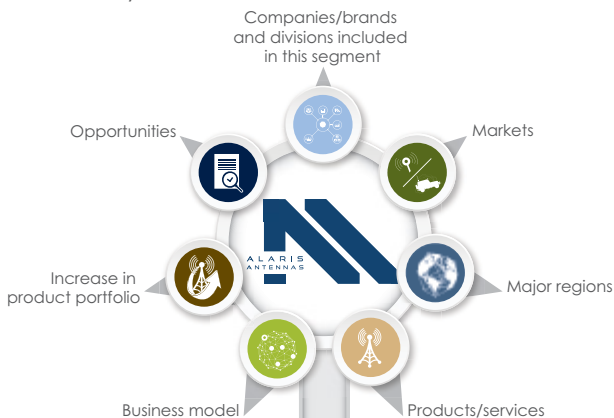 Companies/brands
and divisions included
in this segment
Opportunities
Markets
ALARIS
ANTENNAS
Increase in
product portfolio
Major regions
Business model
Products/services